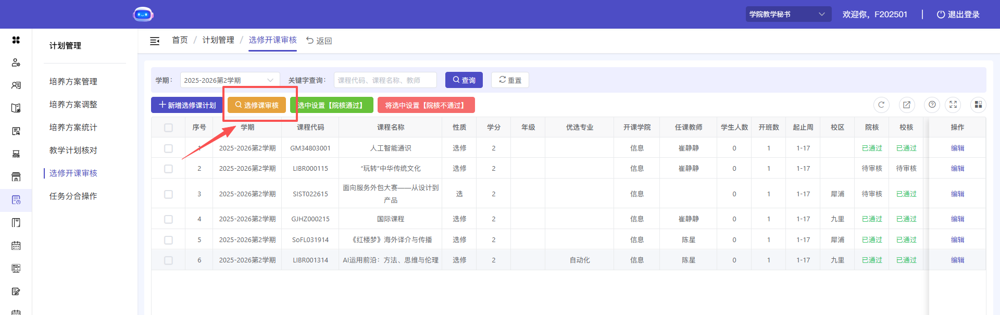 学院教学秘书 欢迎你，F202501 | 退出登录
计划管理
培养方案管理
培养方案调整
培养方案统计
教学计划核对
选修开课审核
任务分合操作
首页 / 计划管理 / 选修开课审核 返回
学期： 2025-2026第2学期 关键字查询： 课程代码、课程名称、教师 查询 重置
新增选修课计划 选修课审核 选中设置【院核通过】 将选中设置【院核不通过】
序号 学期 课程代码 课程名称 性质 学分 年级 优选专业 开课学院 任课教师 学生人数 开班数 起止周 校区 院核 校核 操作
1 2025-2026第2学期 GM34803001 人工智能通识 选修 2 信息 崔静静 0 1 1-17 已通过 已通过 编辑
2 2025-2026第2学期 LIBR000115 “玩转”中华传统文化 选修 2 信息 崔静静 0 1 1-17 待审核 待审核 编辑
3 2025-2026第2学期 SIST022615 面向服务外包大赛——从设计到 选 2 信息 0 1 1-17 犀浦 待审核 已通过 编辑
产品
4 2025-2026第2学期 GJHZ000215 国际课程 选修 2 信息 崔静静 0 1 1-17 九里 已通过 已通过 编辑
5 2025-2026第2学期 SoFL031914 《红楼梦》海外译介与传播 选修 2 信息 陈星 0 1 1-17 犀浦 已通过 已通过 编辑
6 2025-2026第2学期 LIBR001314 AI运用前沿：方法、思维与伦理 选修 2 自动化 信息 陈星 0 1 1-17 九里 已通过 已通过 编辑